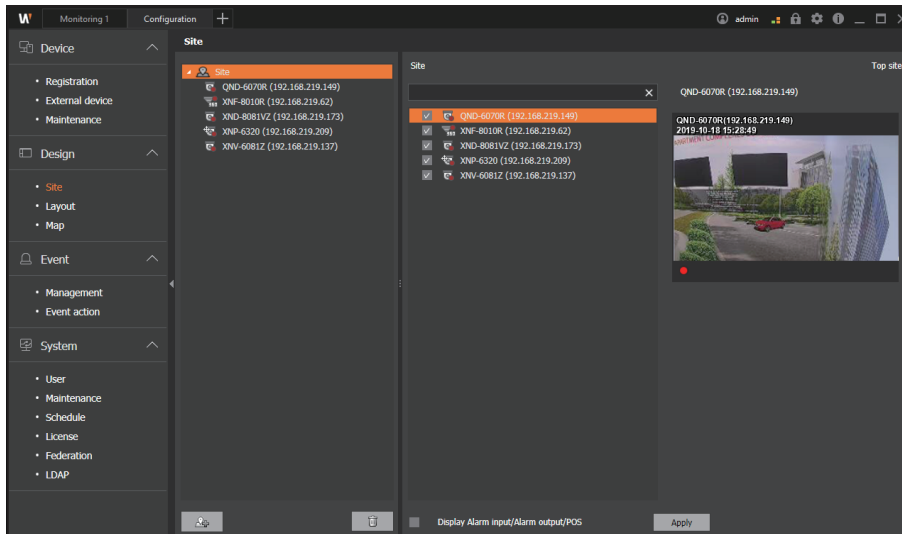 W Monitoring 1 Configuration + admin
Device
• Registration
• External device
• Maintenance
Design
• Site
• Layout
• Map
Event
• Management
• Event action
System
• User
• Maintenance
• Schedule
• License
• Federation
• LDAP
Site
Site
QND-6070R (192.168.219.149)
XNF-8010R (192.168.219.62)
XND-8081VZ (192.168.219.173)
XNP-6320 (192.168.219.209)
XNV-6081Z (192.168.219.137)
Site
Top site
QND-6070R (192.168.219.149)
XNF-8010R (192.168.219.62)
XND-8081VZ (192.168.219.173)
XNP-6320 (192.168.219.209)
XNV-6081Z (192.168.219.137)
Display Alarm input/Alarm output/POS
Apply
QND-6070R (192.168.219.149)
QND-6070R(192.168.219.149)
2019-10-18 15:28:49